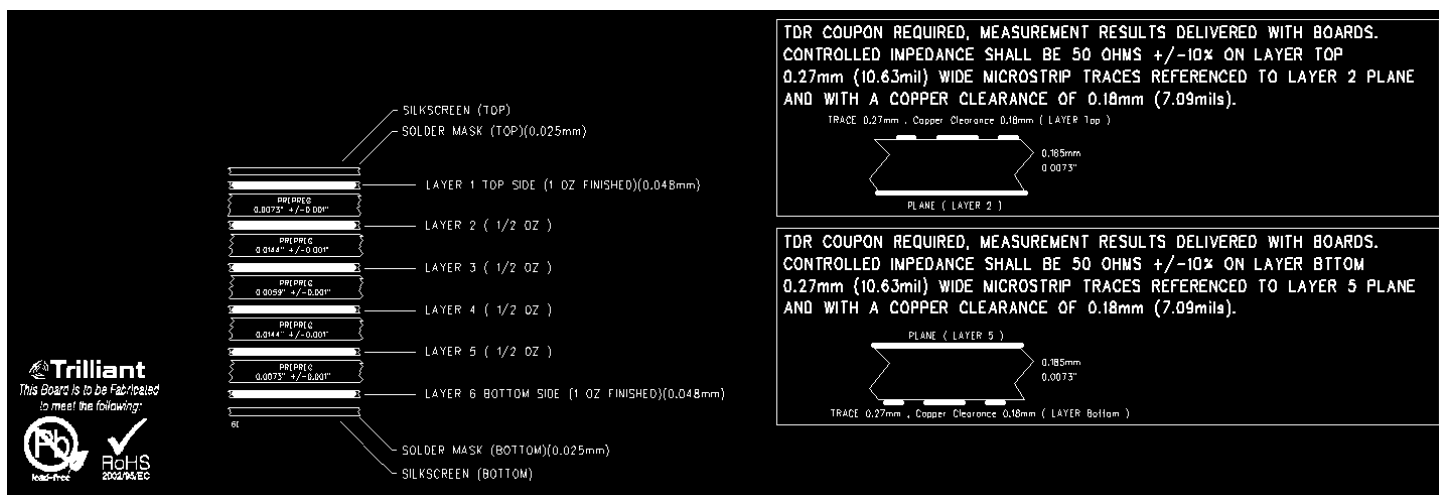 SILKSCREEN (TOP)
SOLDER MASK (TOP)(0.025mm)
LAYER 1 TOP SIDE (1 OZ FINISHED)(0.048mm)
PREPREG
0.0073" +/-0.001"
LAYER 2 ( 1/2 OZ )
PREPREG
0.0144" +/-0.001"
LAYER 3 ( 1/2 OZ )
PREPREG
0.0059" +/-0.001"
LAYER 4 ( 1/2 OZ )
PREPREG
0.0144" +/-0.001"
LAYER 5 ( 1/2 OZ )
PREPREG
0.0073" +/-0.001"
LAYER 6 BOTTOM SIDE (1 OZ FINISHED)(0.048mm)
SOLDER MASK (BOTTOM)(0.025mm)
SILKSCREEN (BOTTOM)
Trilliant
This Board is to be Fabricated
to meet the following:
Pb
lead-free
RoHS
2002/95/EC
TDR COUPON REQUIRED, MEASUREMENT RESULTS DELIVERED WITH BOARDS.
CONTROLLED IMPEDANCE SHALL BE 50 OHMS +/-10% ON LAYER TOP
0.27mm (10.63mil) WIDE MICROSTRIP TRACES REFERENCED TO LAYER 2 PLANE
AND WITH A COPPER CLEARANCE OF 0.18mm (7.09mils).
TRACE 0.27mm , Copper Clearance 0.18mm ( LAYER Top )
0.185mm
0.0073"
PLANE ( LAYER 2 )
TDR COUPON REQUIRED, MEASUREMENT RESULTS DELIVERED WITH BOARDS.
CONTROLLED IMPEDANCE SHALL BE 50 OHMS +/-10% ON LAYER BTTOM
0.27mm (10.63mil) WIDE MICROSTRIP TRACES REFERENCED TO LAYER 5 PLANE
AND WITH A COPPER CLEARANCE OF 0.18mm (7.09mils).
PLANE ( LAYER 5 )
0.185mm
0.0073"
TRACE 0.27mm , Copper Clearance 0.18mm ( LAYER Bottom )